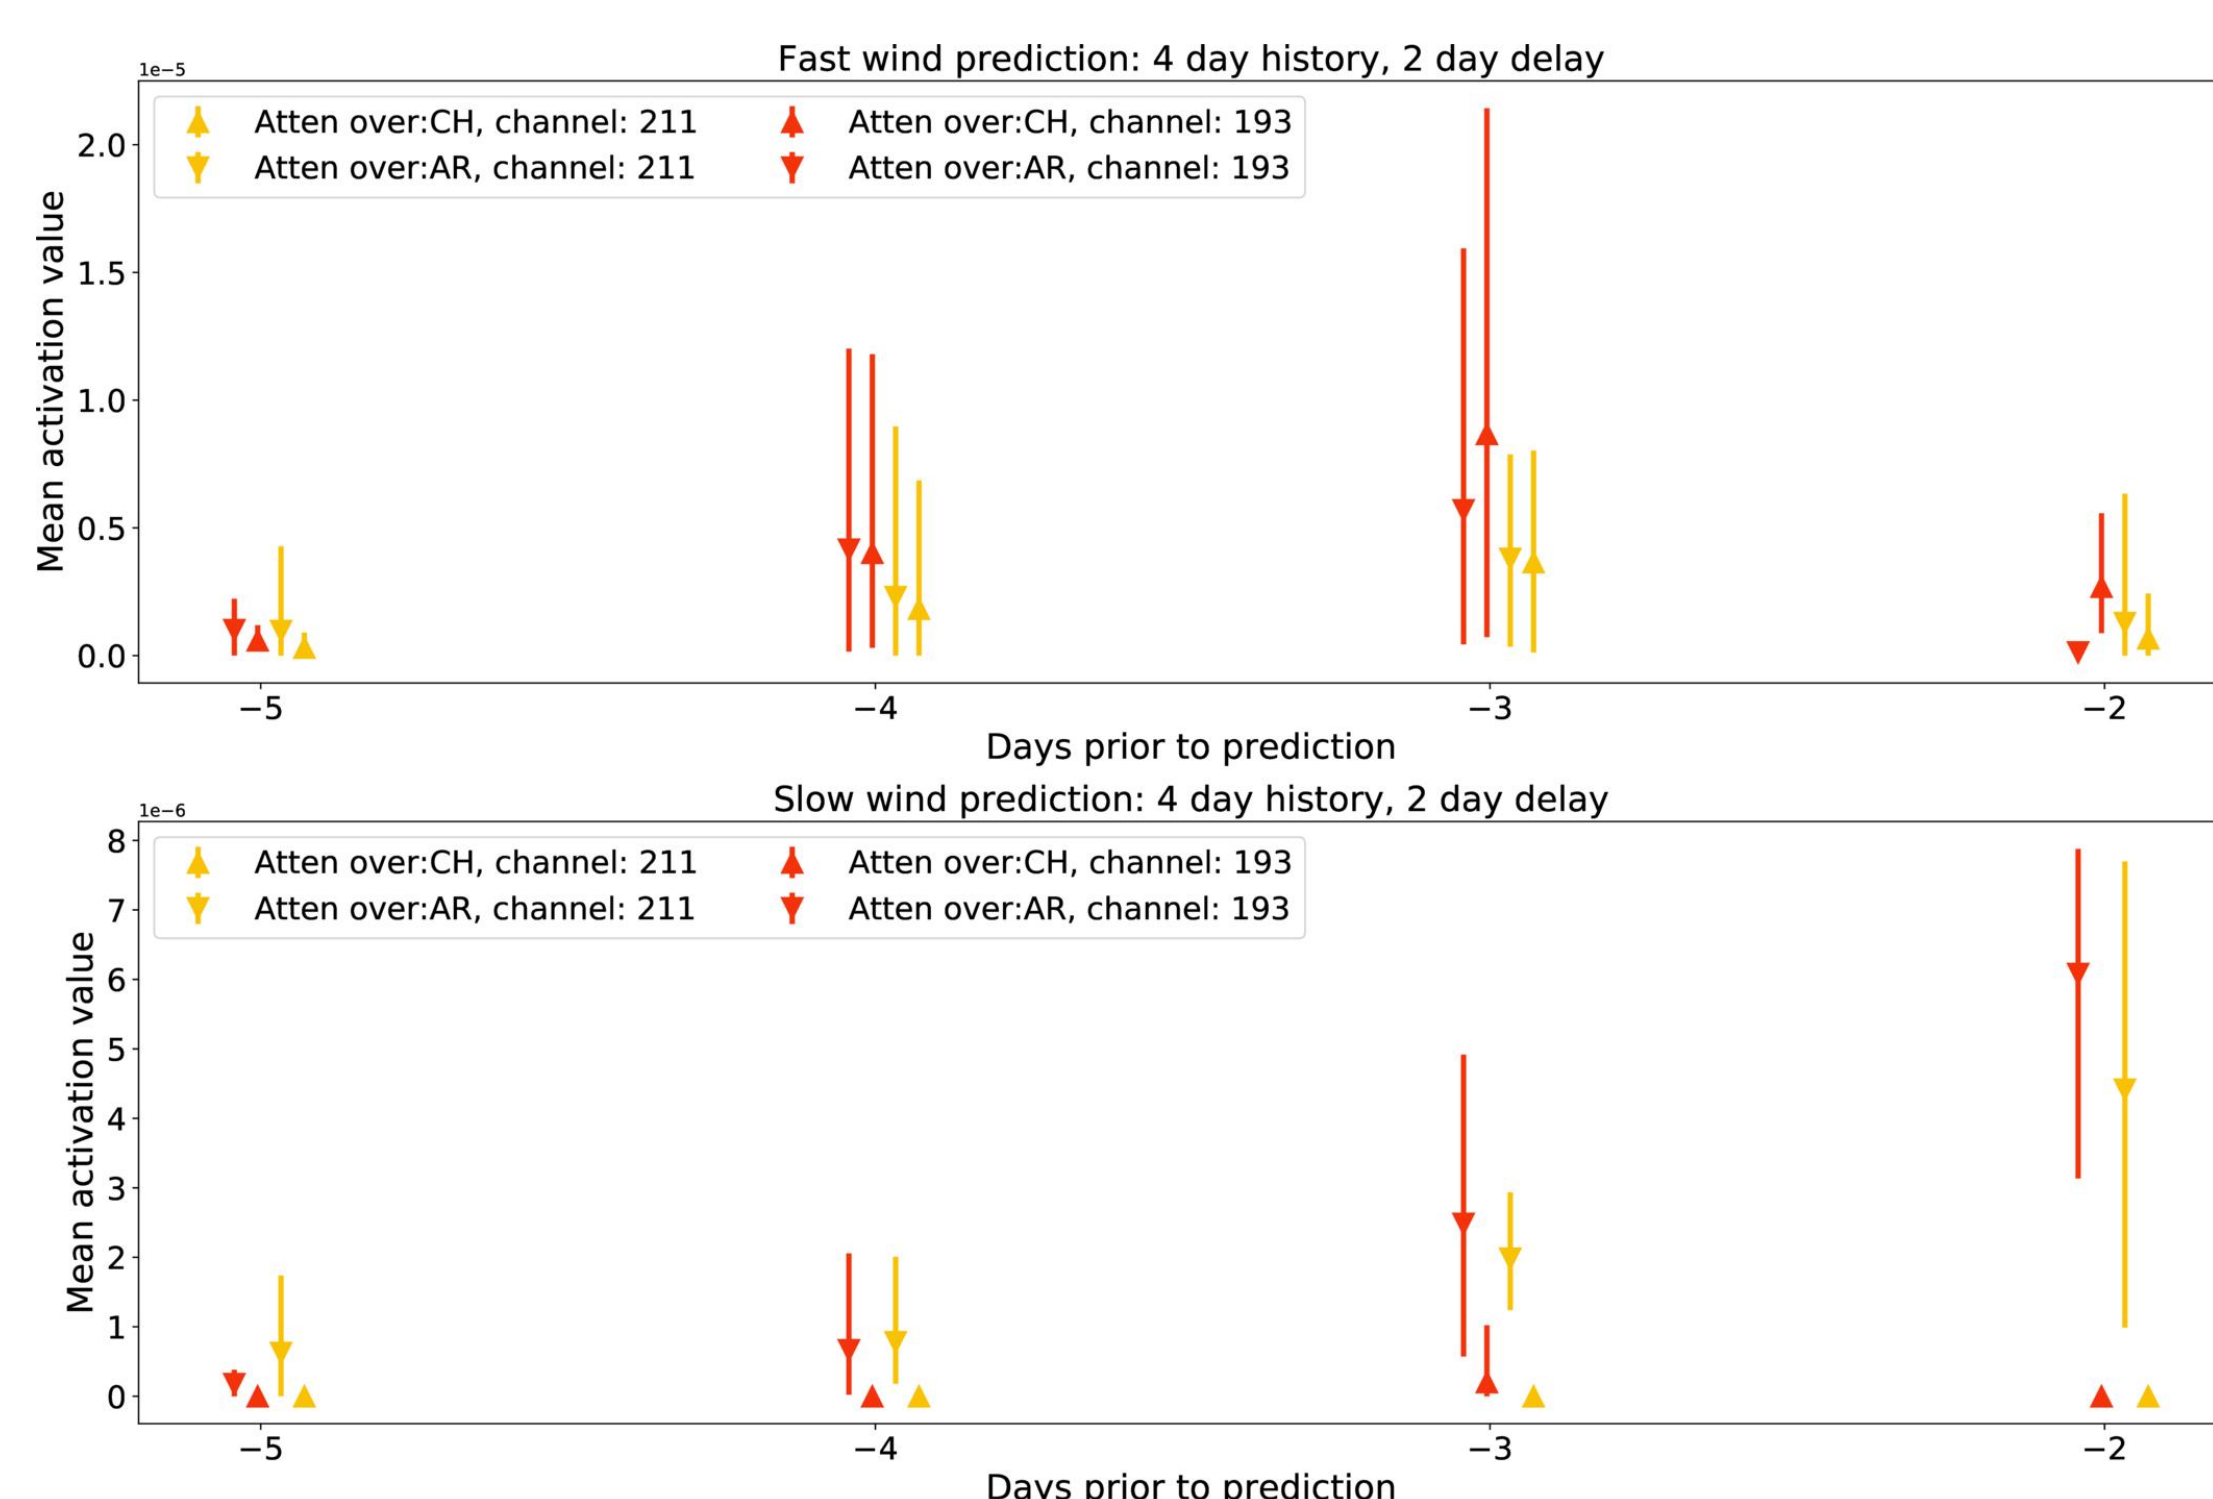 Fast wind prediction: 4 day history, 2 day delay
1e−5
Atten over:CH, channel: 211
Atten over:AR, channel: 211
Atten over:CH, channel: 193
Atten over:AR, channel: 193
Mean activation value
2.0
1.5
1.0
0.5
0.0
−5
−4
−3
−2
Days prior to prediction
Slow wind prediction: 4 day history, 2 day delay
1e−6
Atten over:CH, channel: 211
Atten over:AR, channel: 211
Atten over:CH, channel: 193
Atten over:AR, channel: 193
Mean activation value
8
7
6
5
4
3
2
1
0
−5
−4
−3
−2
Days prior to prediction